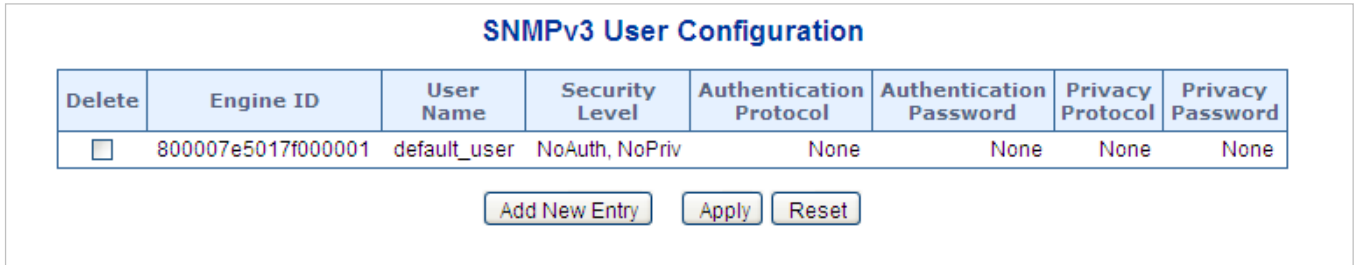 SNMPv3 User Configuration
Delete Engine ID User Name Security Level Authentication Protocol Authentication Password Privacy Protocol Privacy Password
800007e5017f000001 default_user NoAuth, NoPriv None None None None
Add New Entry Apply Reset